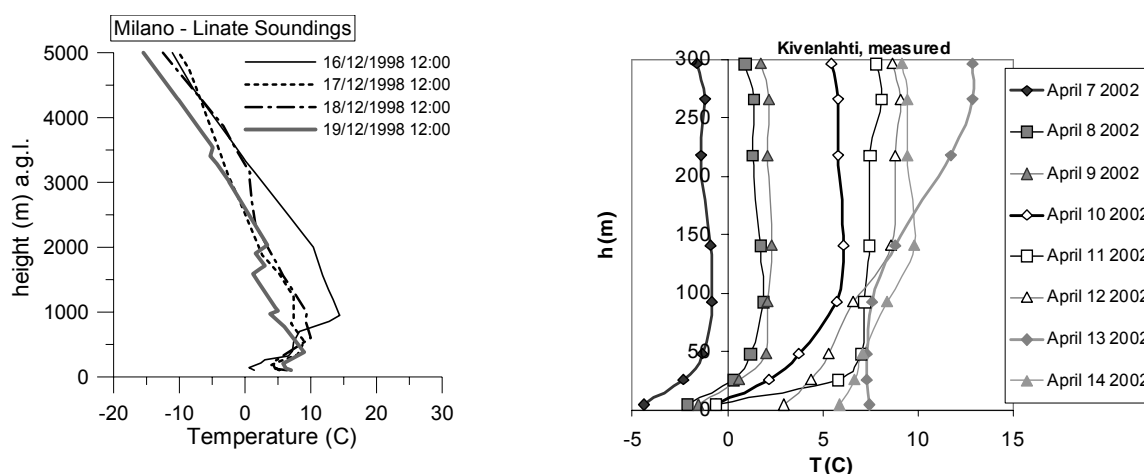 Milano - Linate Soundings
5000
4000
3000
2000
1000
0
height (m) a.g.l.
16/12/1998 12:00
17/12/1998 12:00
18/12/1998 12:00
19/12/1998 12:00
-20 -10 0 10 20
Temperature (C)
Kivenlahti, measured
300
250
200
150
100
50
0
h (m)
-5 0 5 10 15
T (C)
April 7 2002
April 8 2002
April 9 2002
April 10 2002
April 11 2002
April 12 2002
April 13 2002
April 14 2002